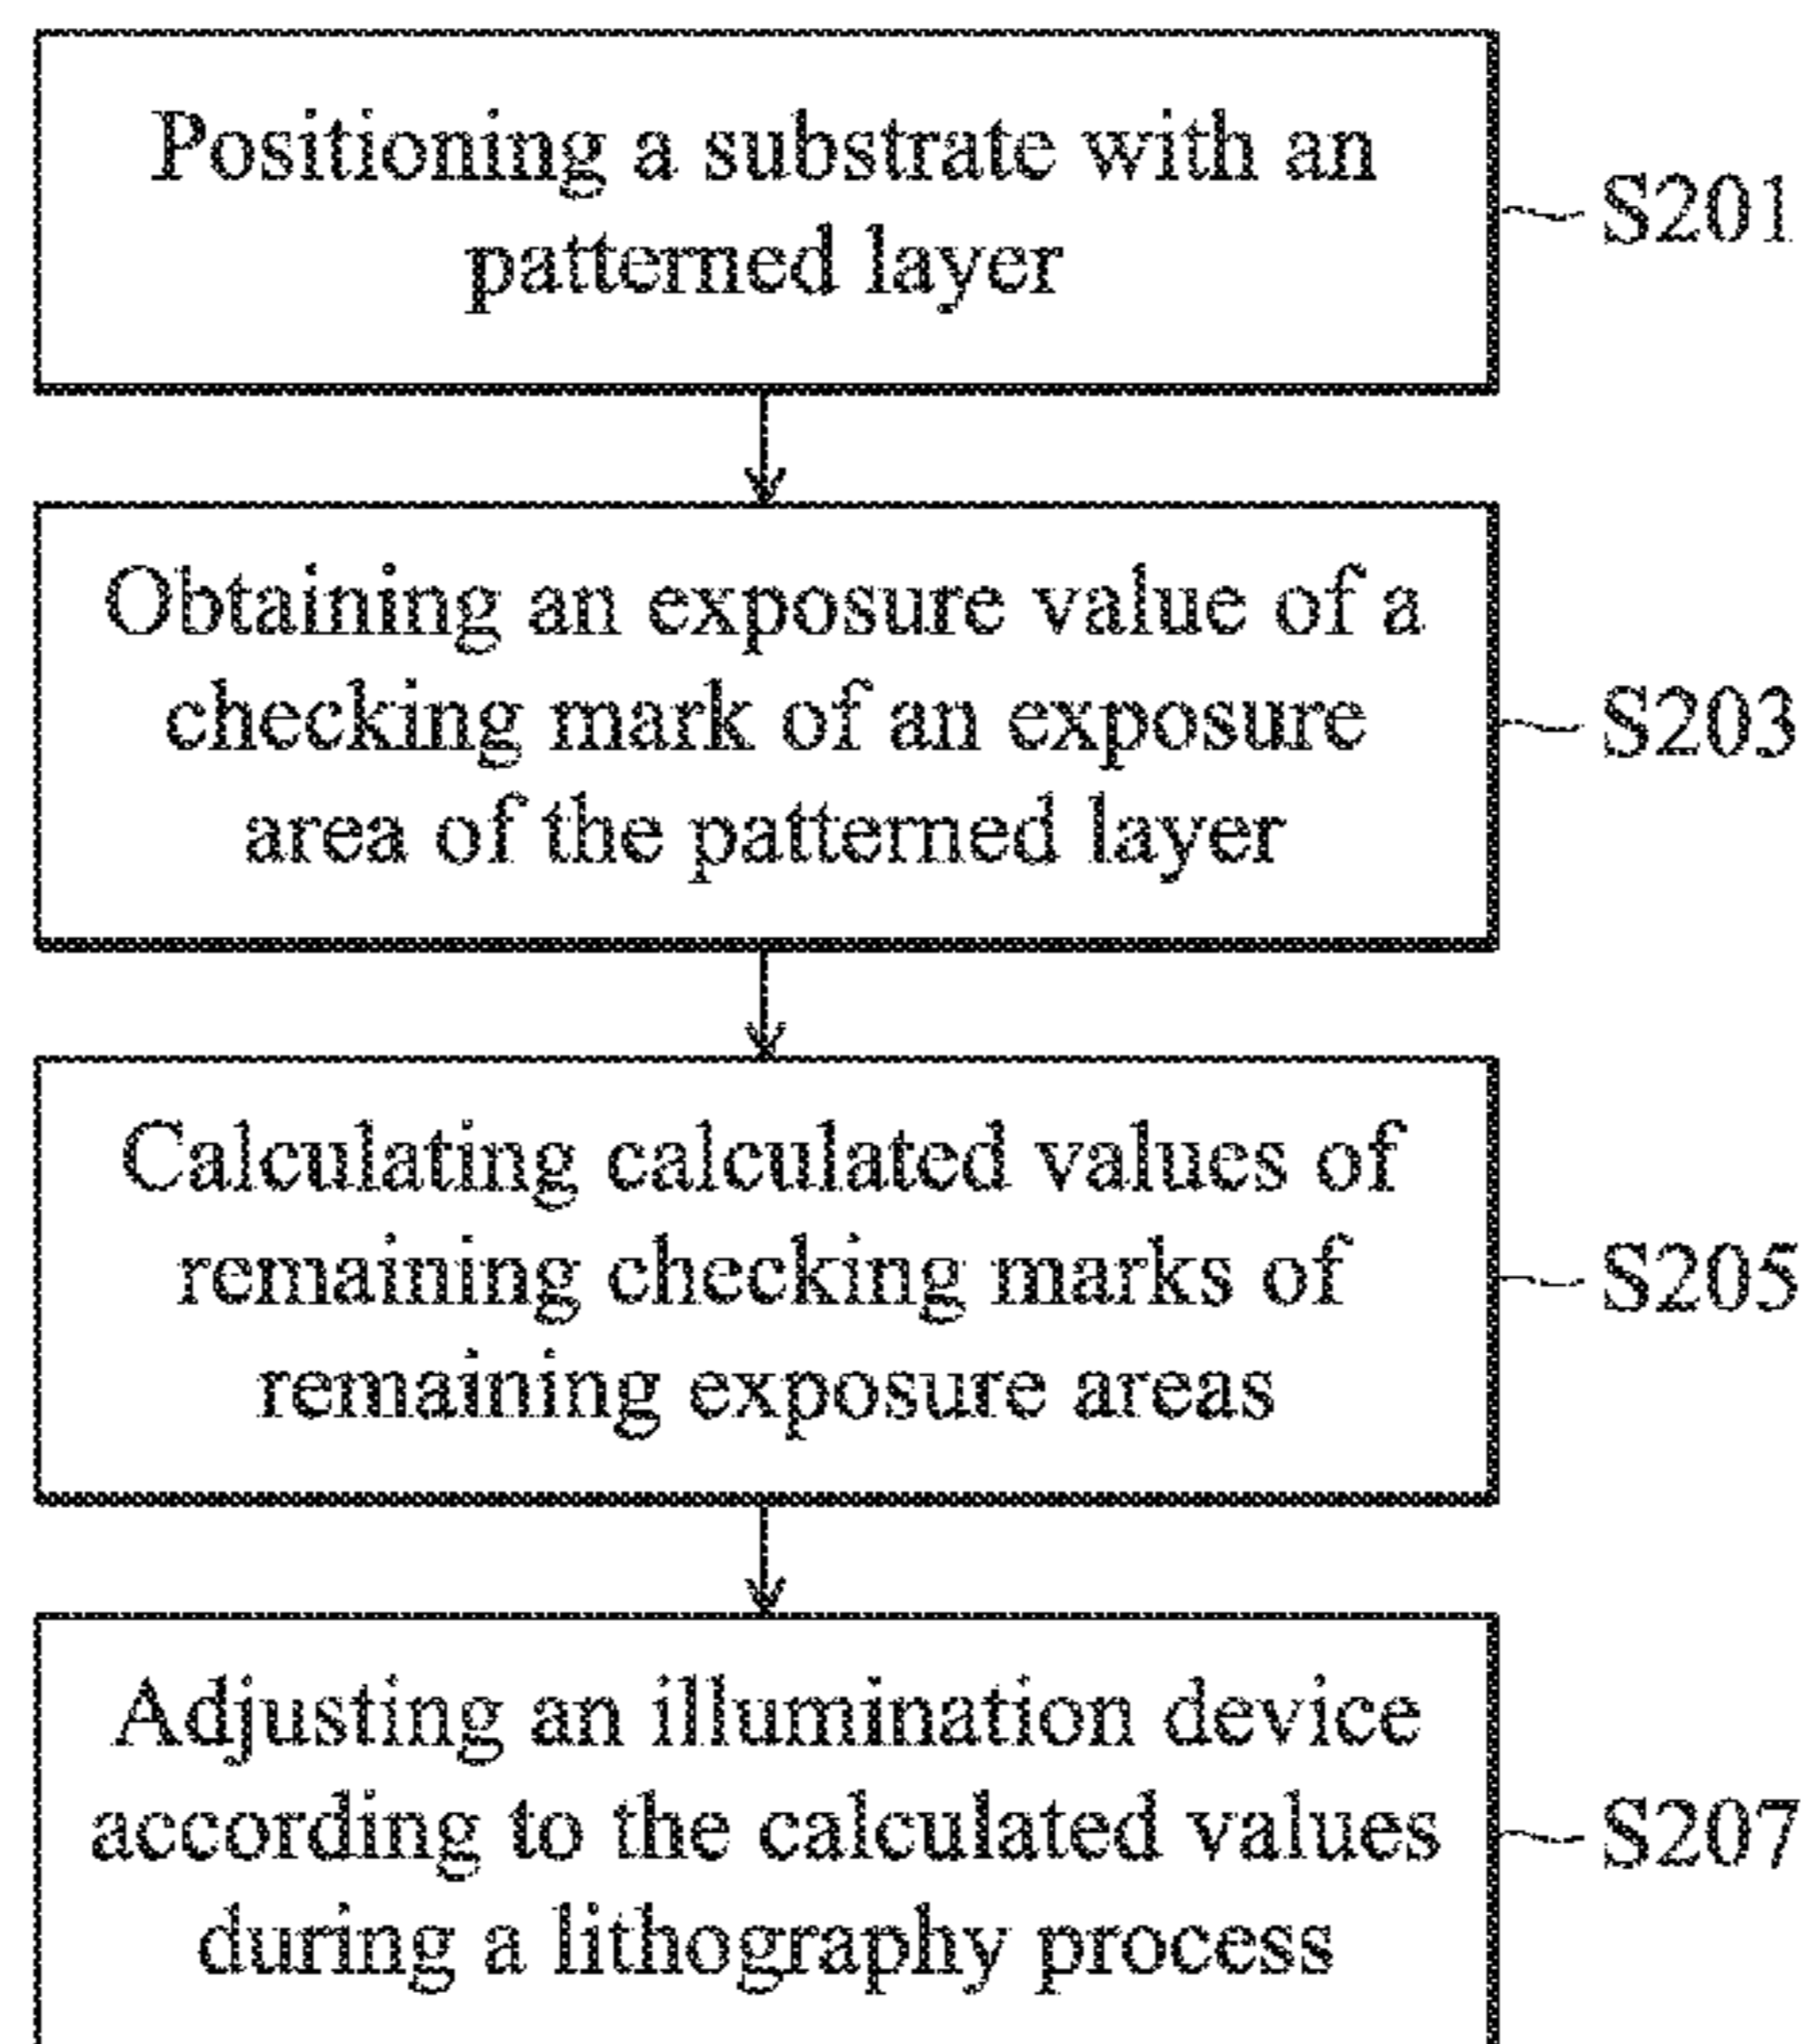 Positioning a substrate with an
patterned layer
S201
Obtaining an exposure value of a
checking mark of an exposure
area of the patterned layer
S203
Calculating calculated values of
remaining checking marks of
remaining exposure areas
S205
Adjusting an illumination device
according to the calculated values
during a lithography process
S207